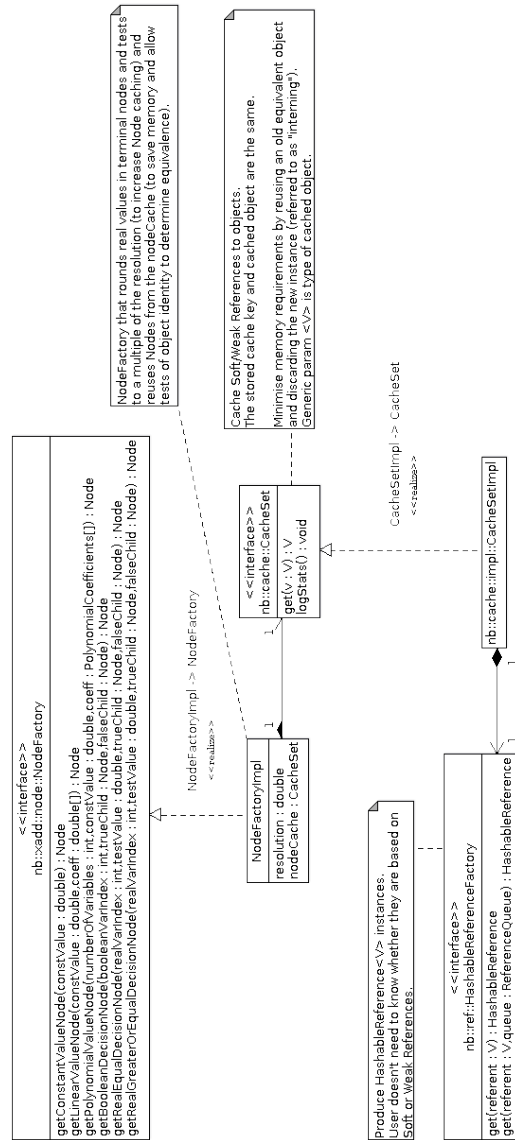 <<interface>>
nb::xadd::node::NodeFactory
getConstantValueNode(constValue : double) : Node
getLinearValueNode(constValue : double,coeff : double[]) : Node
getPolynomialValueNode(numberOfVariables : int,constValue : double,coeff : PolynomialCoefficients[]) : Node
getBooleanDecisionNode(booleanVarIndex : int,trueChild : Node,falseChild : Node) : Node
getRealEqualDecisionNode(realVarIndex : int,testValue : double,trueChild : Node,falseChild : Node) : Node
getRealGreaterOrEqualDecisionNode(realVarIndex : int,testValue : double,trueChild : Node,falseChild : Node) : Node
NodeFactory that rounds real values in terminal nodes and tests
to a multiple of the resolution (to increase Node caching) and
reuses Nodes from the nodeCache (to save memory and allow
tests of object identity to determine equivalence).
NodeFactoryImpl -> NodeFactory
<<realize>>
NodeFactoryImpl
resolution : double
nodeCache : CacheSet
1
1
<<interface>>
nb::cache::CacheSet
get(v : V) : V
logStats() : void
Cache Soft/Weak References to objects.
The stored cache key and cached object are the same.
Minimise memory requirements by reusing an old equivalent object
and discarding the new instance (referred to as "interning").
Generic param <V> is type of cached object.
CacheSetImpl -> CacheSet
<<realize>>
Produce HashableReference<V> instances.
User doesn't need to know whether they are based on
Soft or Weak References.
<<interface>>
nb::ref::HashableReferenceFactory
get(referent : V) : HashableReference
get(referent : V,queue : ReferenceQueue) : HashableReference
1
1
nb::cache::impl::CacheSetImpl